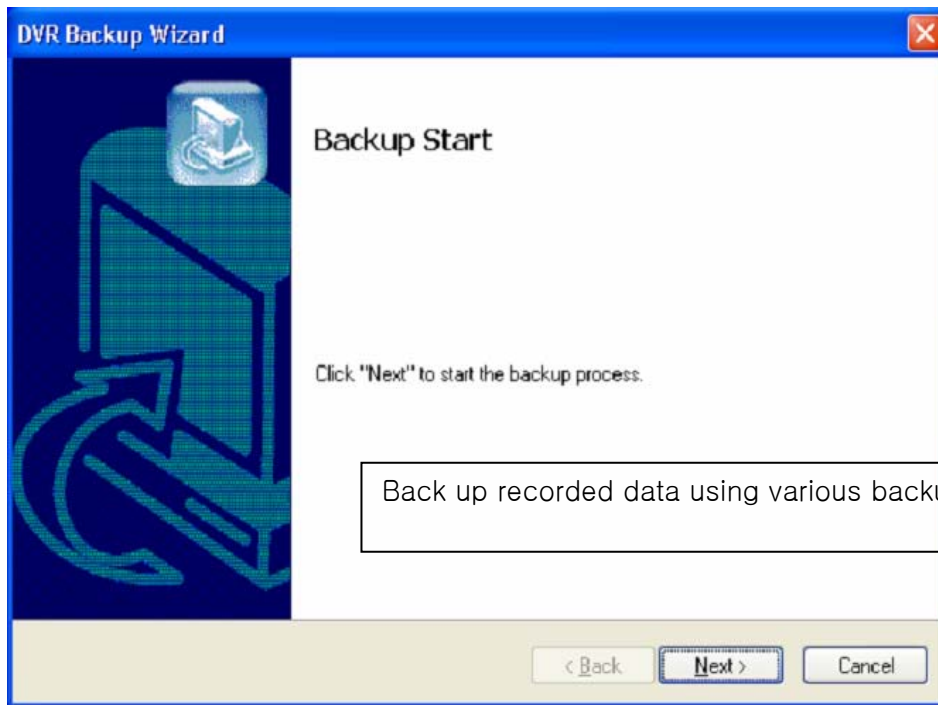 DVR Backup Wizard
Backup Start
Click "Next" to start the backup process.
Back up recorded data using various
< Back Next > Cancel